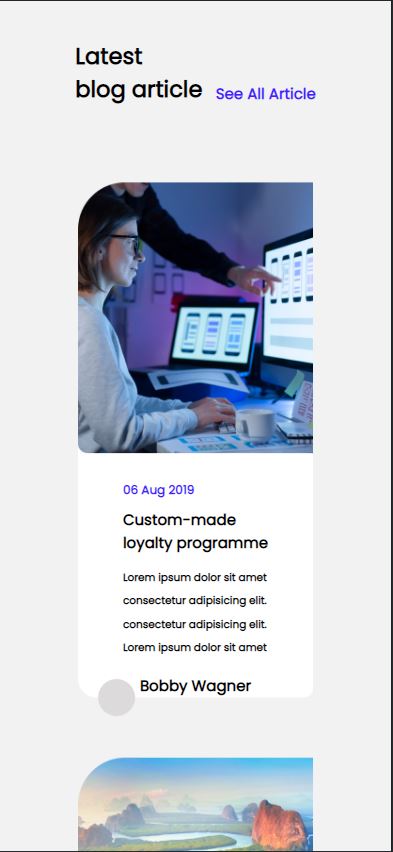 Latest
blog article
See All Article
06 Aug 2019
Custom-made
loyalty programme
Lorem ipsum dolor sit amet
consectetur adipisicing elit.
consectetur adipisicing elit.
Lorem ipsum dolor sit amet
Bobby Wagner